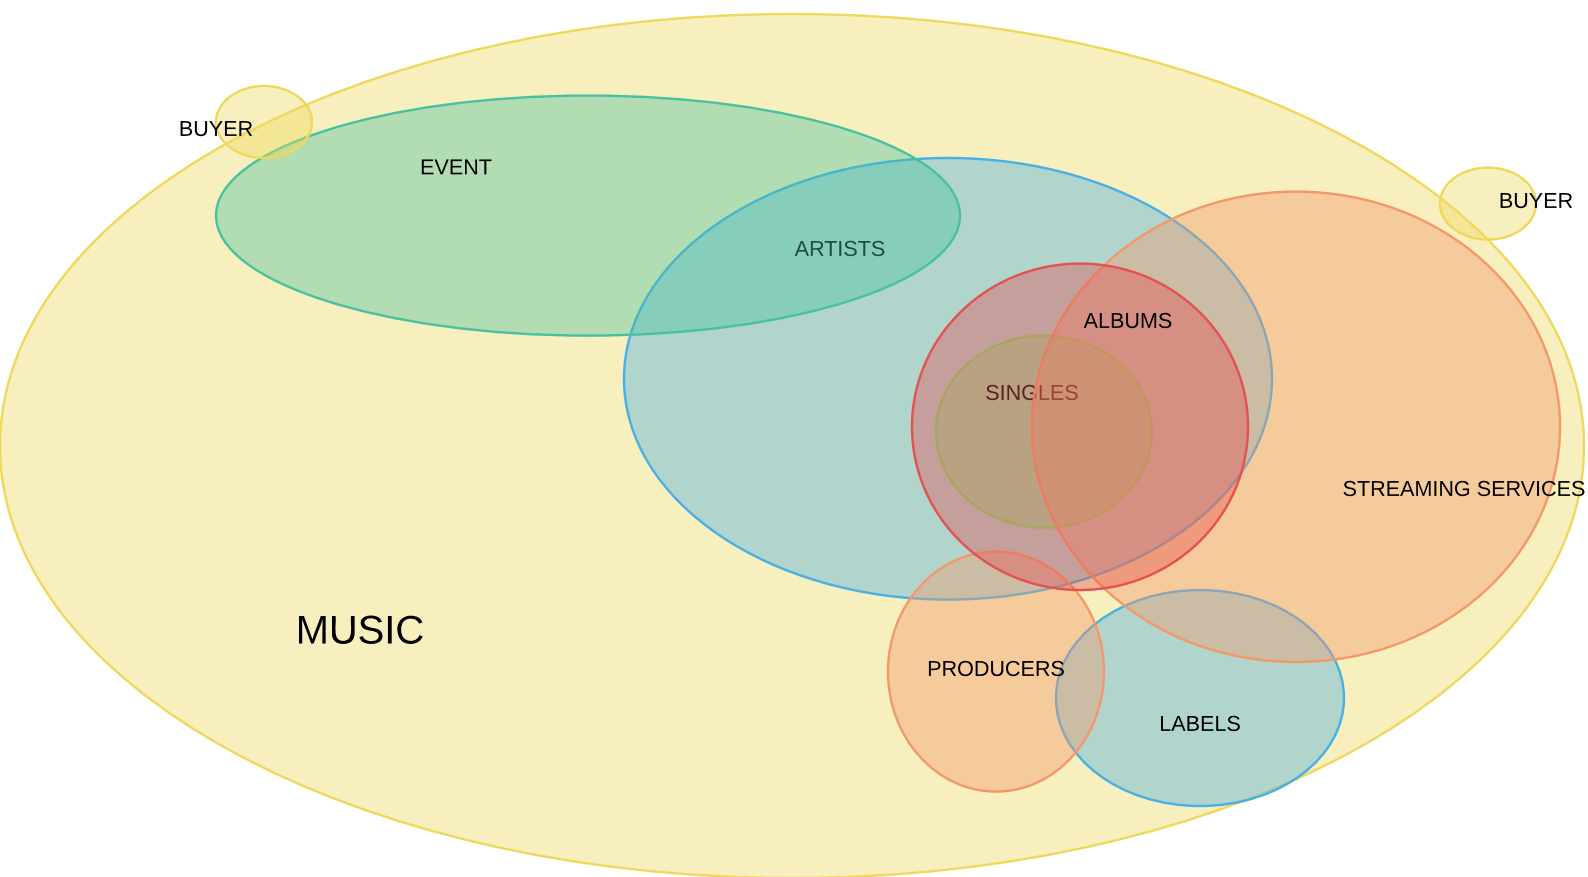 BUYER
EVENT
BUYER
ARTISTS
ALBUMS
SINGLES
STREAMING SERVICES
MUSIC
PRODUCERS
LABELS